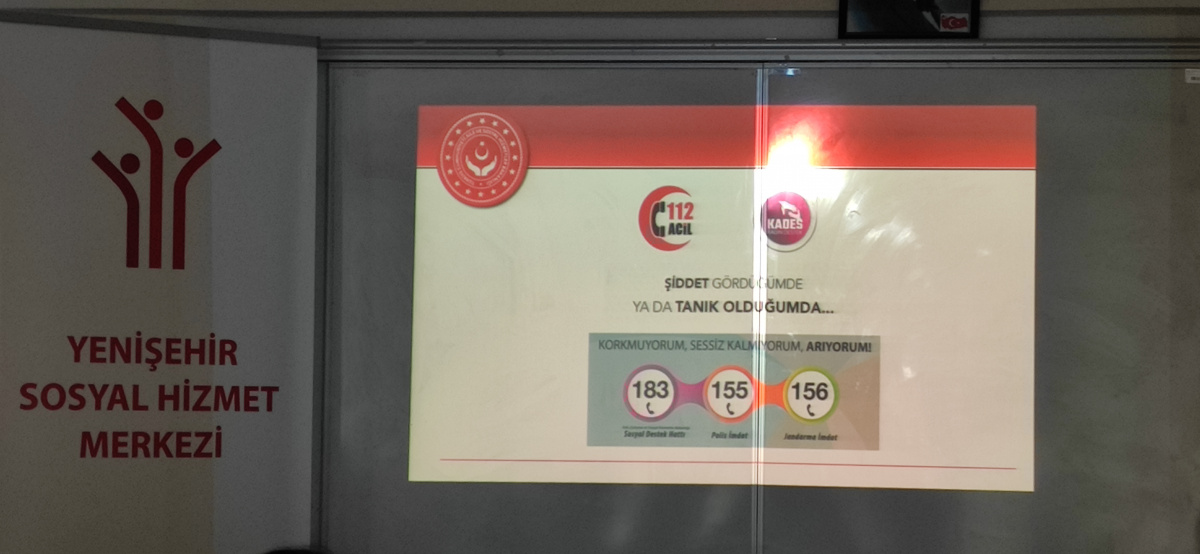 YENİŞEHİR
SOSYAL HİZMET
MERKEZİ
112
ACİL
KADES
ŞİDDET GÖRDÜĞÜMDE
YA DA TANIK OLDUĞUMDA...
KORKMUYORUM, SESSİZ KALMIYORUM, ARIYORUM!
183 155 156
Sosyal Destek Hattı Polis İmdat Jandarma İmdat